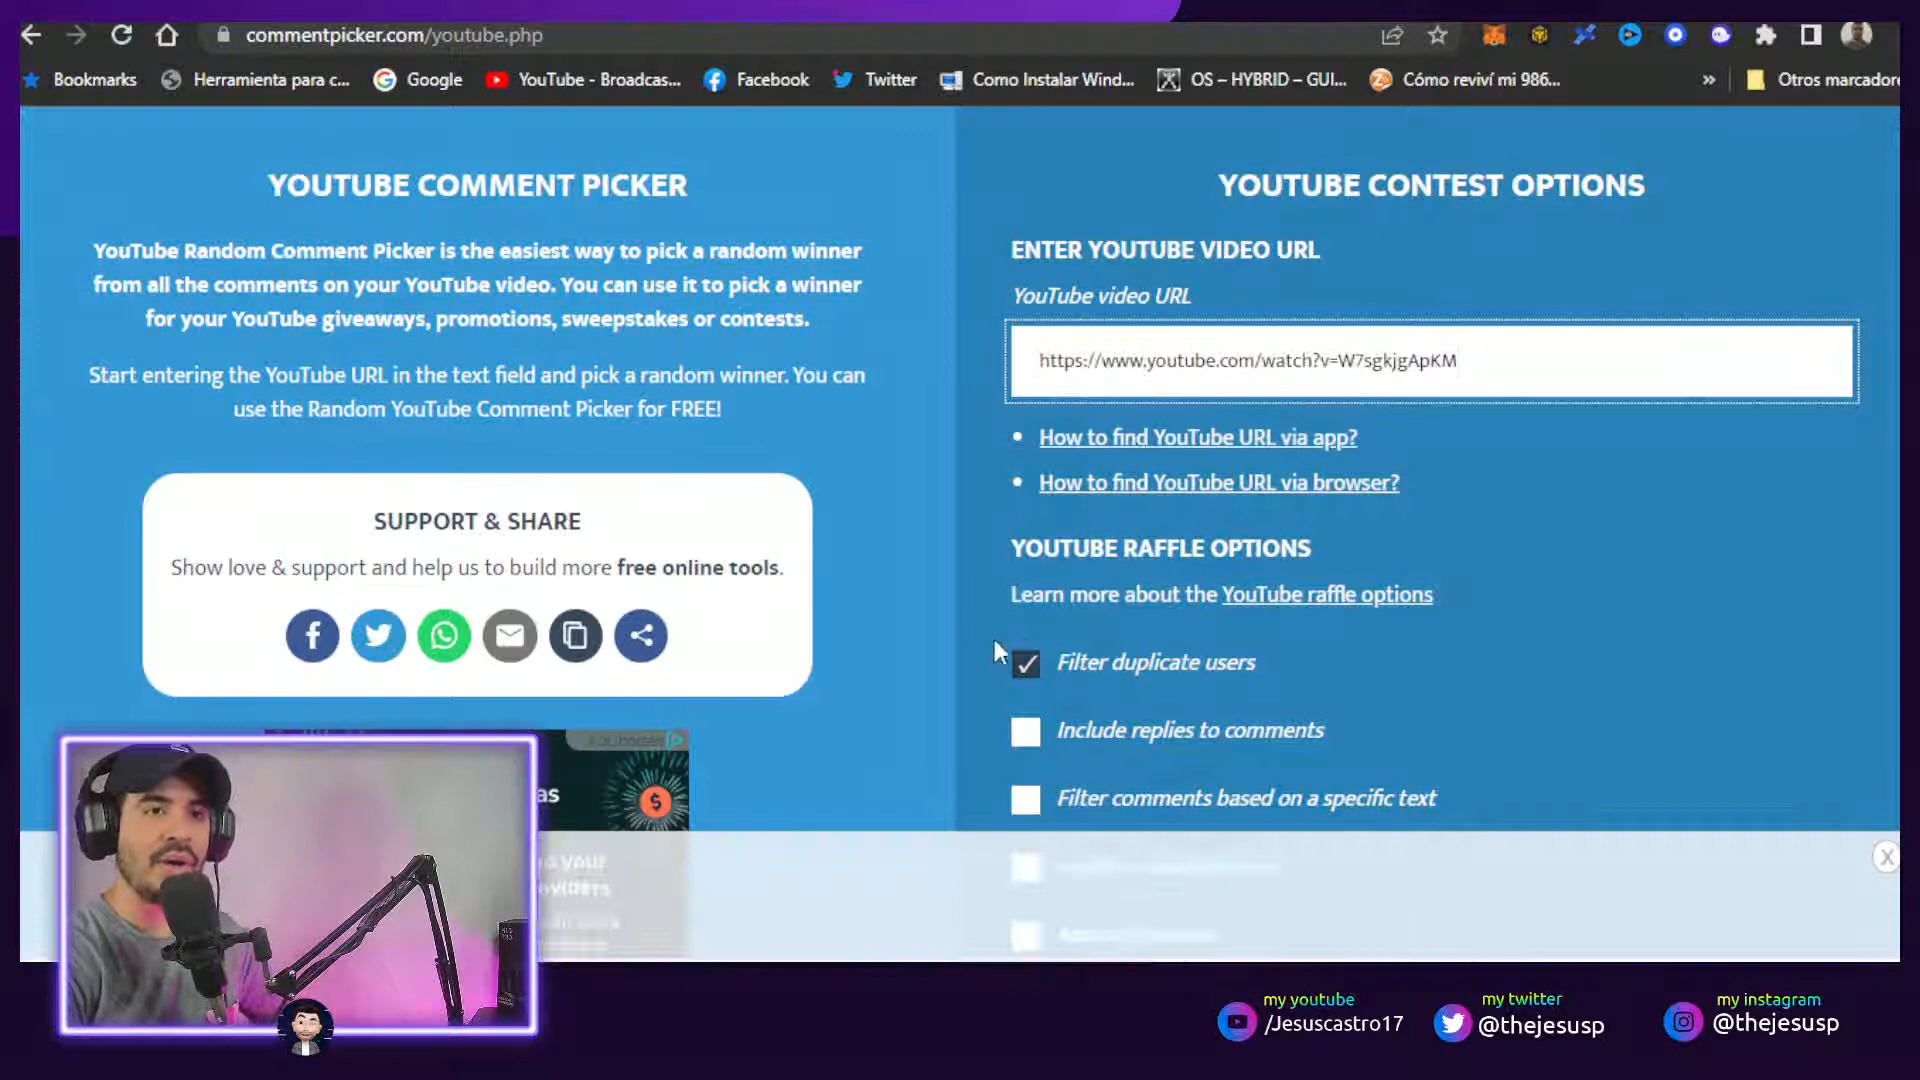 commentpicker.com/youtube.php
Bookmarks
Herramienta para c...
Google
YouTube - Broadcas...
Facebook
Twitter
Como Instalar Wind...
OS – HYBRID – GUI...
Cómo reviví mi 986...
»
Otros marcadore
YOUTUBE COMMENT PICKER
YouTube Random Comment Picker is the easiest way to pick a random winner
from all the comments on your YouTube video. You can use it to pick a winner
for your YouTube giveaways, promotions, sweepstakes or contests.
Start entering the YouTube URL in the text field and pick a random winner. You can
use the Random YouTube Comment Picker for FREE!
SUPPORT & SHARE
Show love & support and help us to build more free online tools.
as
YOUTUBE CONTEST OPTIONS
ENTER YOUTUBE VIDEO URL
YouTube video URL
https://www.youtube.com/watch?v=W7sgkjgApKM
How to find YouTube URL via app?
How to find YouTube URL via browser?
YOUTUBE RAFFLE OPTIONS
Learn more about the YouTube raffle options
Filter duplicate users
Include replies to comments
Filter comments based on a specific text
X
your
my youtube
/Jesuscastro17
my twitter
@thejesusp
my instagram
@thejesusp